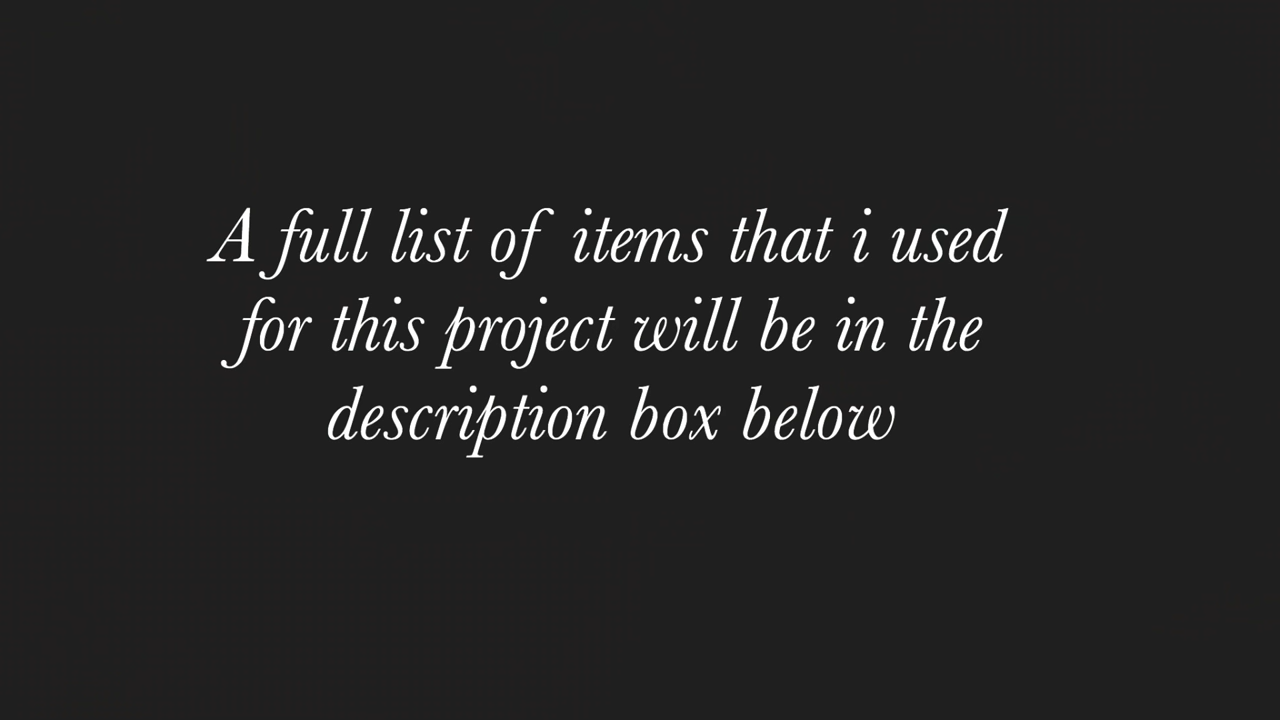 A full list of items that i used
for this project will be in the
description box below